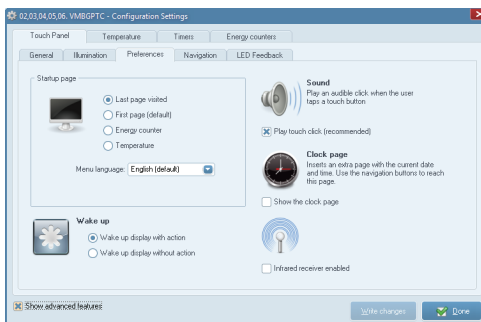 02,03,04,05,06. VMBGPTC - Configuration Settings
Touch Panel
Temperature
Timers
Energy counters
General
Illumination
Preferences
Navigation
LED Feedback
Startup page
Last page visited
First page (default)
Energy counter
Temperature
Menu language: English (default)
Wake up
Wake up display with action
Wake up display without action
Sound
Play an audible click when the user
taps a touch button
Play touch click (recommended)
Clock page
Inserts an extra page with the current date
and time. Use the navigation buttons to reach
this page.
Show the clock page
Infrared receiver enabled
Show advanced features
Write changes
Done